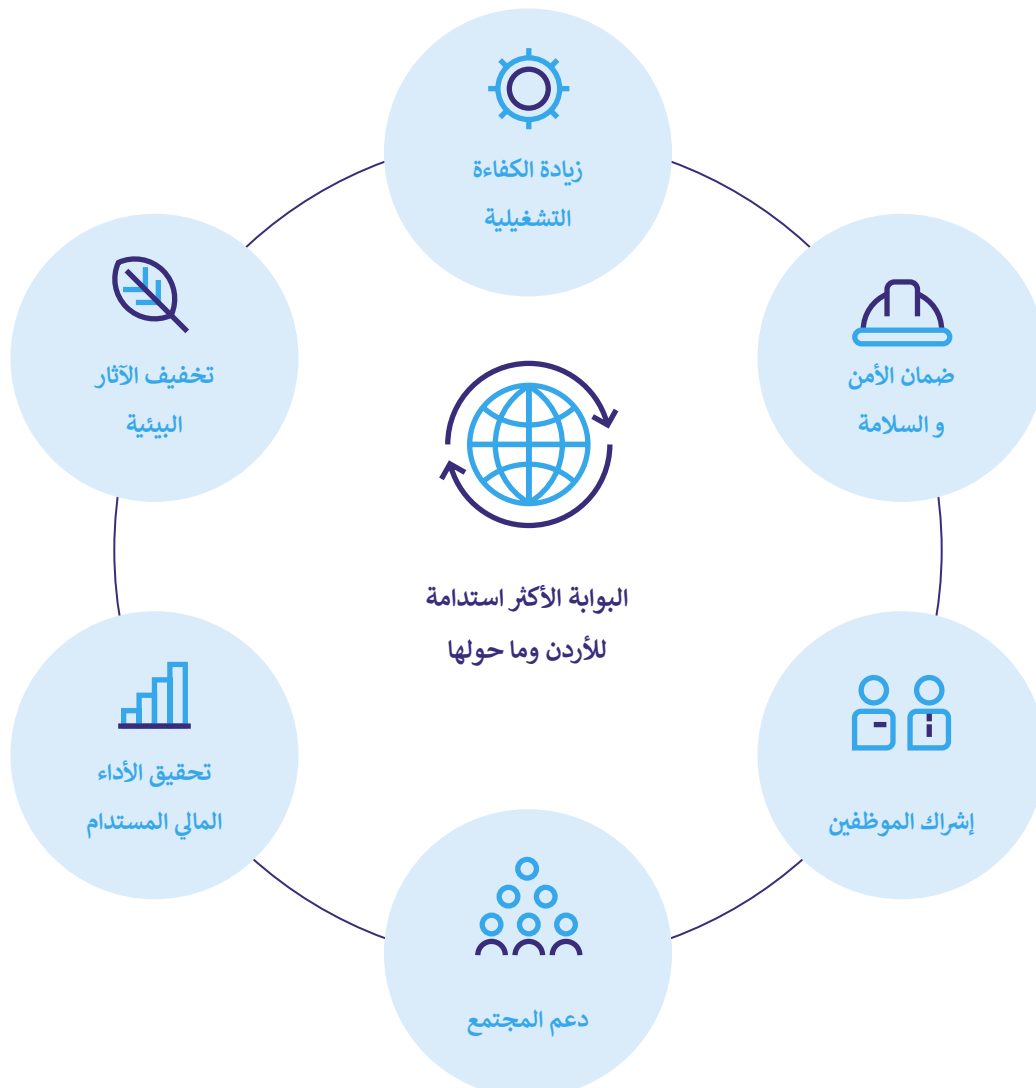 زيادة الكفاءة
التشغيلية
ضمان الأمن
و السلامة
تخفيف الآثار
البيئية
البوابة الأكثر استدامة
للأردن وما حولها
إشراك الموظفين
تحقيق الأداء
المالي المستدام
دعم المجتمع